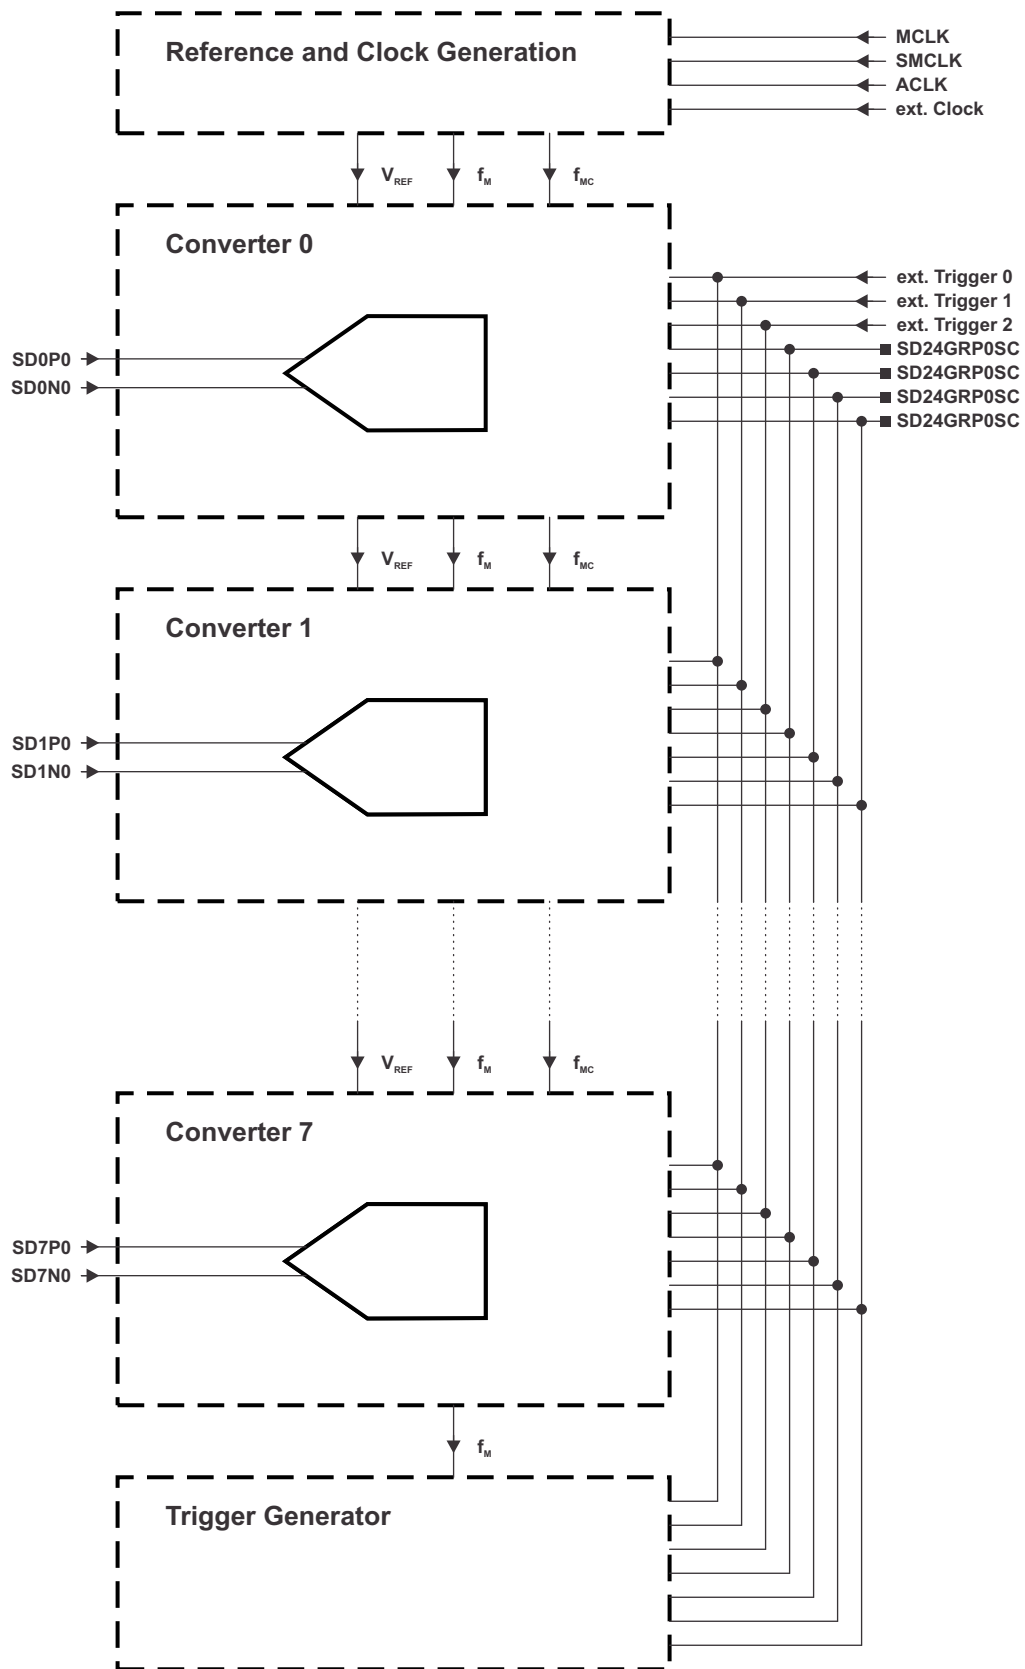 Reference and Clock Generation
MCLK
SMCLK
ACLK
ext. Clock
VREF
fM
fMC
Converter 0
ext. Trigger 0
ext. Trigger 1
ext. Trigger 2
SD24GRP0SC
SD24GRP0SC
SD24GRP0SC
SD24GRP0SC
SD0P0
SD0N0
VREF
fM
fMC
Converter 1
SD1P0
SD1N0
VREF
fM
fMC
Converter 7
SD7P0
SD7N0
fM
Trigger Generator